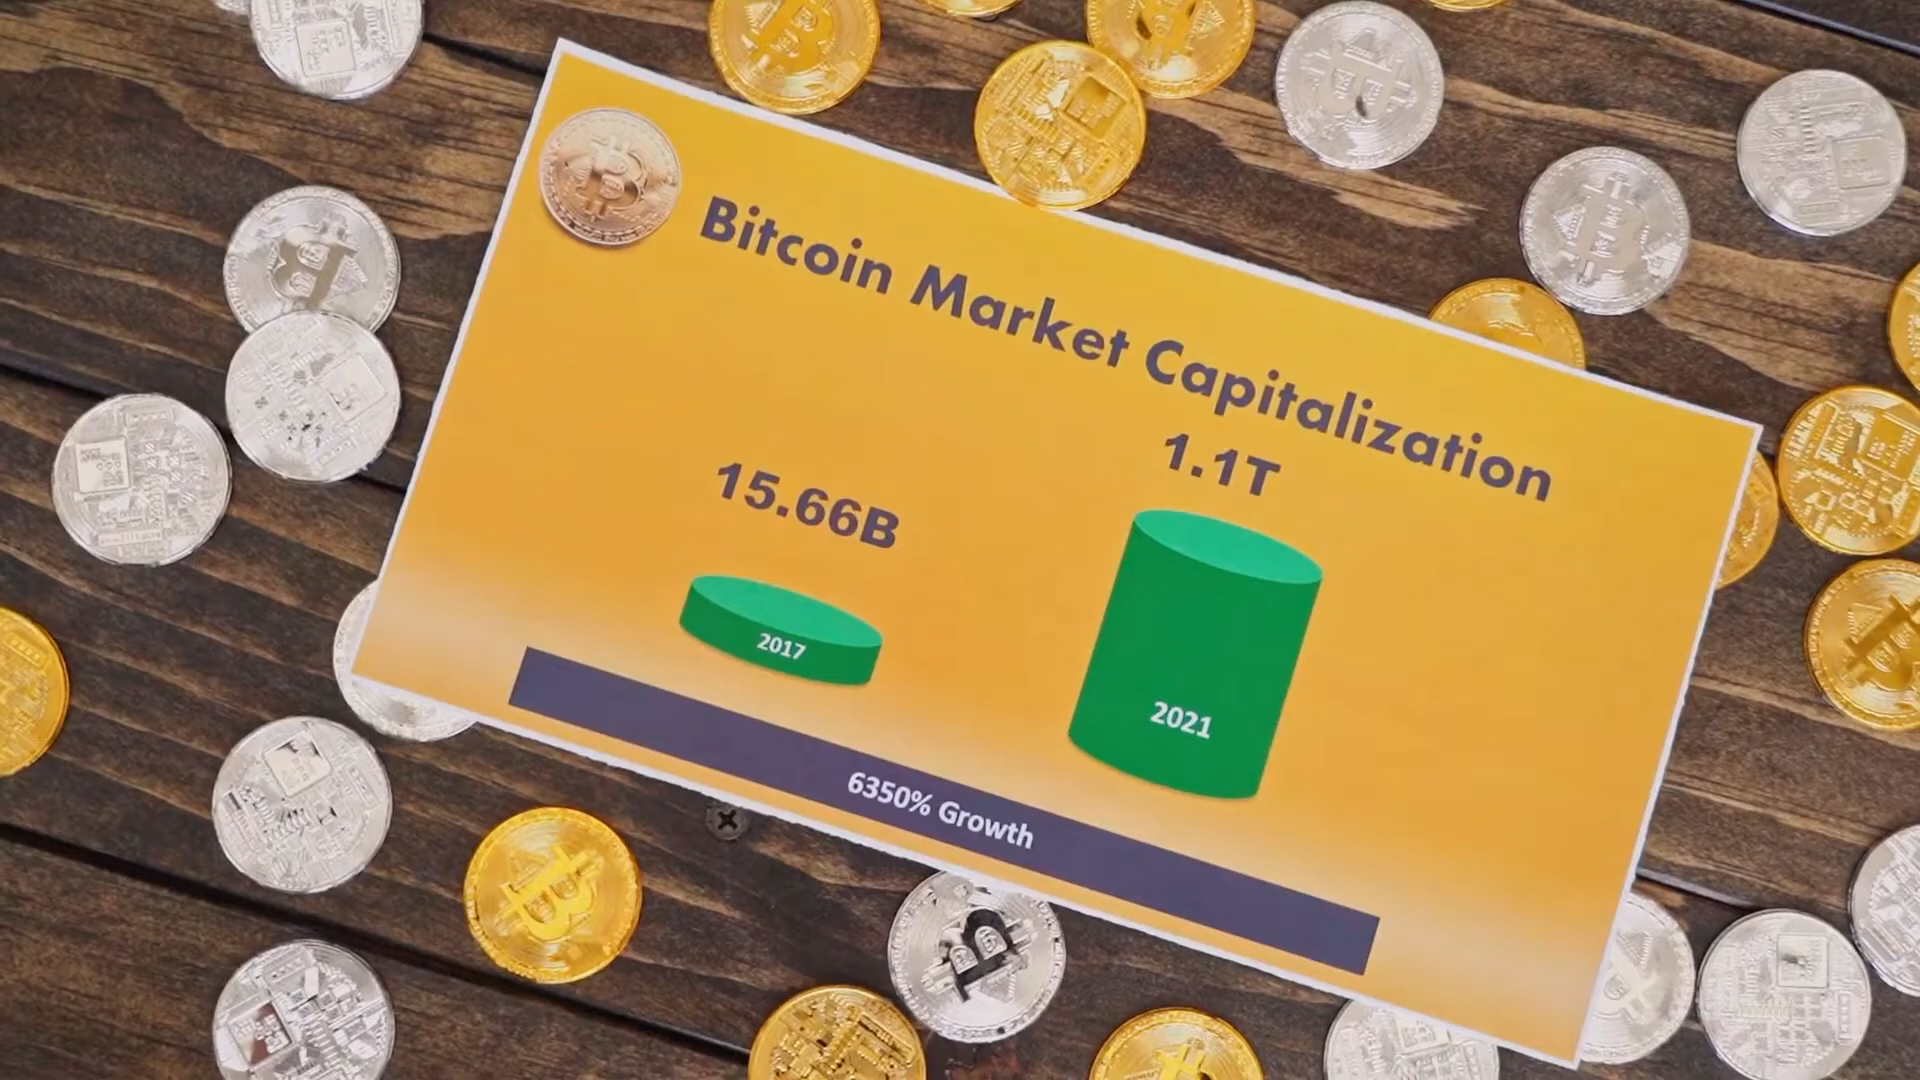 Bitcoin Market Capitalization
15.66B
1.1T
2017
2021
6350% Growth